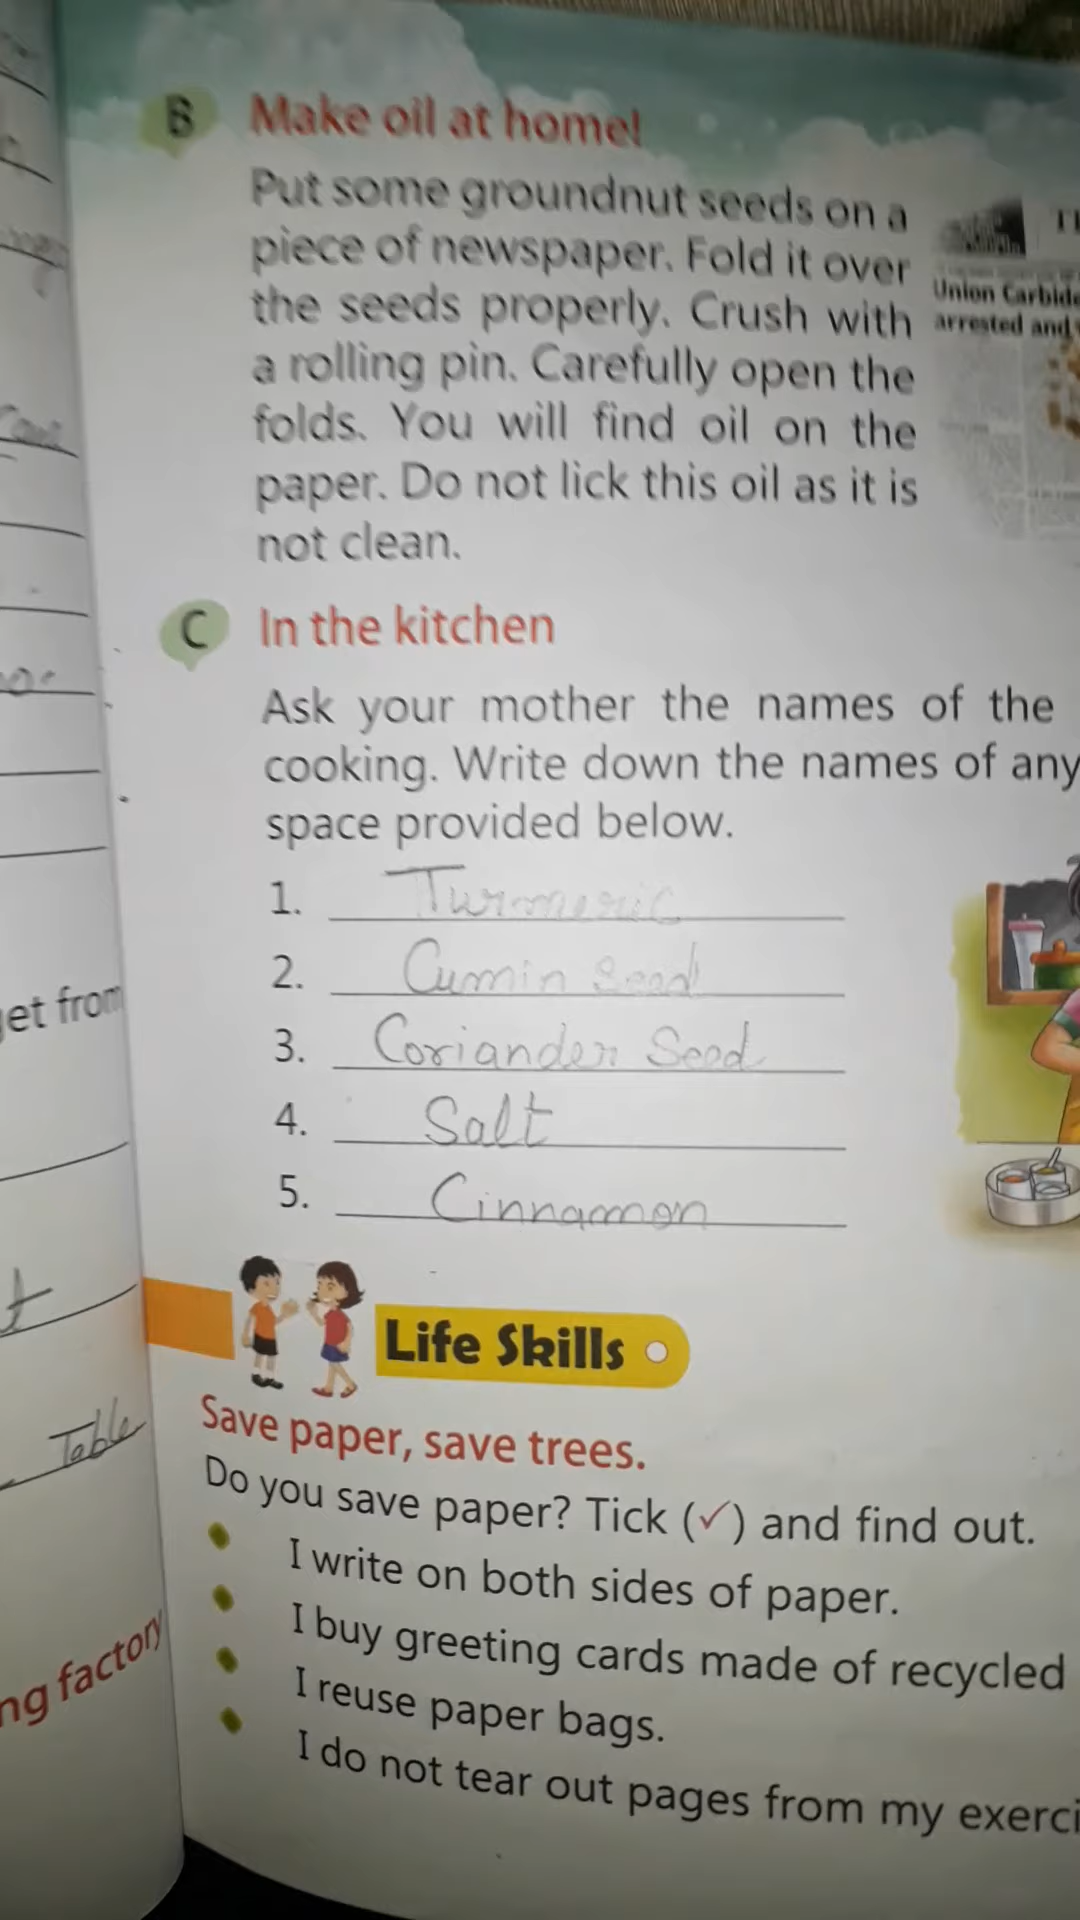 B Make oil at home!
Put some groundnut seeds on a
piece of newspaper. Fold it over
the seeds properly. Crush with
a rolling pin. Carefully open the
folds. You will find oil on the
paper. Do not lick this oil as it is
not clean.
Union Carbide
arrested and
C In the kitchen
Ask your mother the names of the
cooking. Write down the names of any
space provided below.
1. Turmeric
2. Cumin Seed
3. Coriander Seed
4. Salt
5. Cinnamon
Life Skills
Save paper, save trees.
Do you save paper? Tick (✓) and find out.
I write on both sides of paper.
I buy greeting cards made of recycled
I reuse paper bags.
I do not tear out pages from my exerci
et from
Table
ng factory